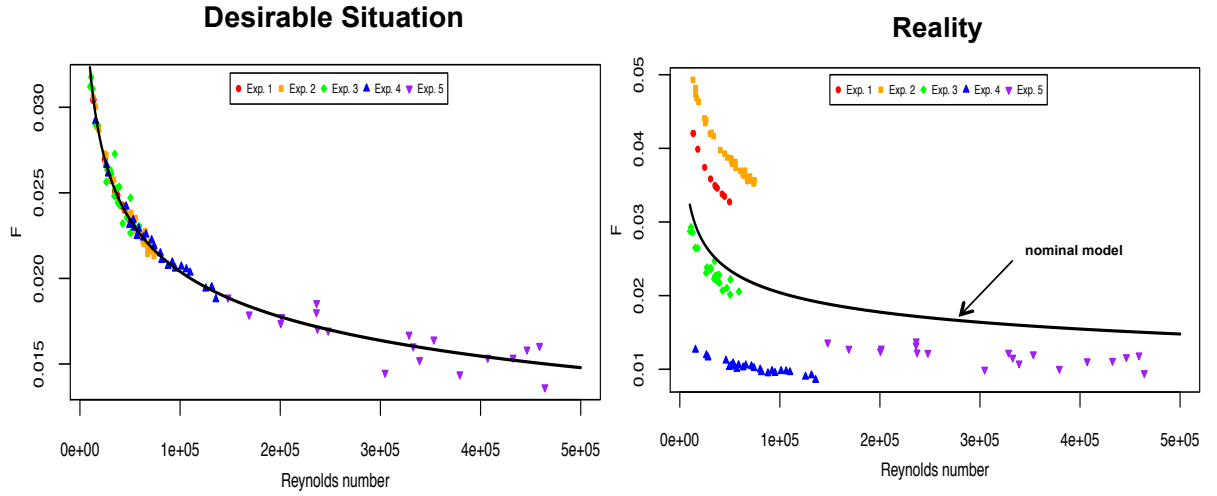 Desirable Situation
Exp. 1 Exp. 2 Exp. 3 Exp. 4 Exp. 5
F
0.030
0.025
0.020
0.015
0e+00 1e+05 2e+05 3e+05 4e+05 5e+05
Reynolds number
Reality
Exp. 1 Exp. 2 Exp. 3 Exp. 4 Exp. 5
F
0.05
0.04
0.03
0.02
0.01
nominal model
0e+00 1e+05 2e+05 3e+05 4e+05 5e+05
Reynolds number